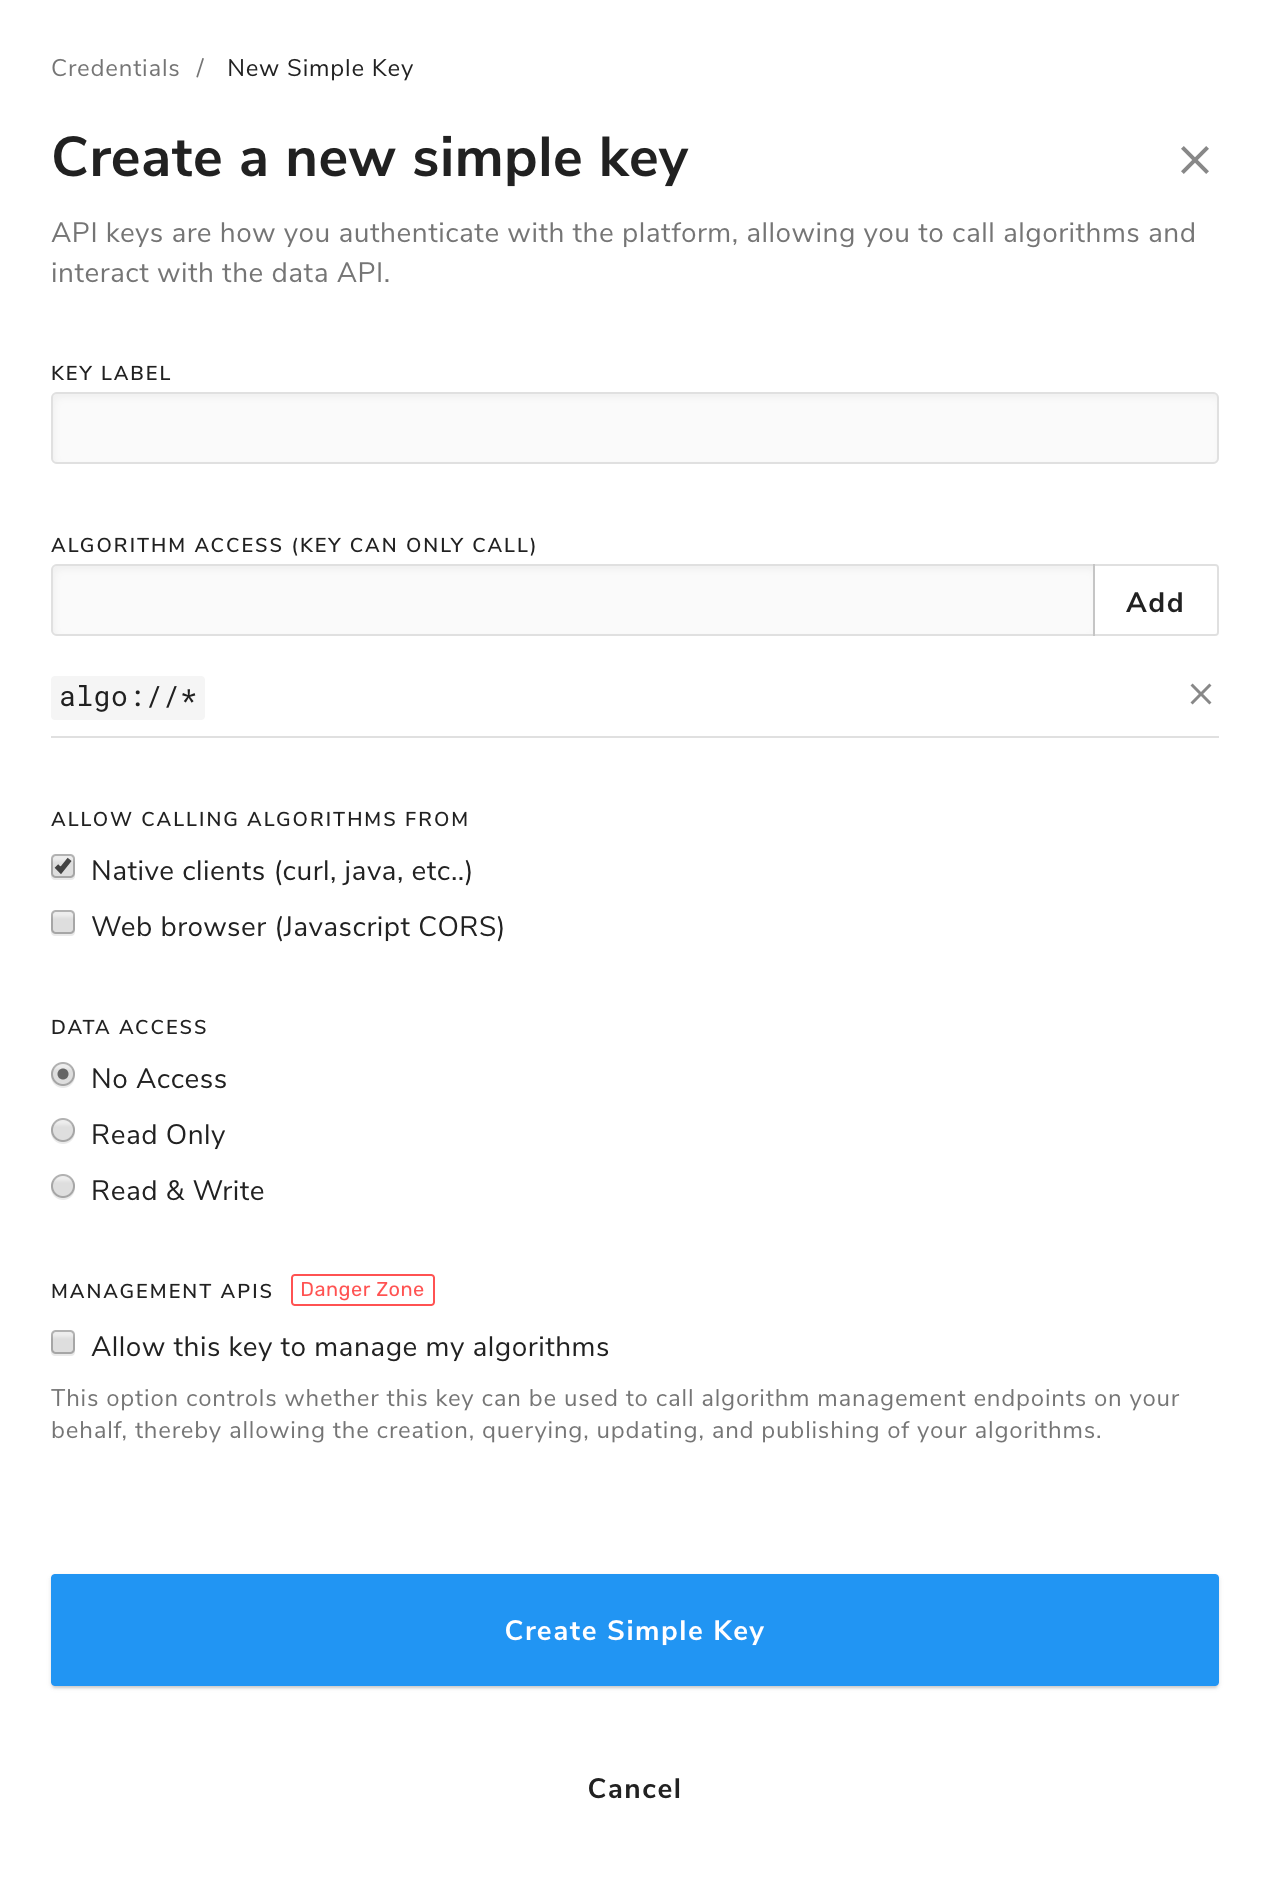 Credentials / New Simple Key
Create a new simple key
API keys are how you authenticate with the platform, allowing you to call algorithms and
interact with the data API.
KEY LABEL
ALGORITHM ACCESS (KEY CAN ONLY CALL)
Add
algo://*
ALLOW CALLING ALGORITHMS FROM
Native clients (curl, java, etc..)
Web browser (Javascript CORS)
DATA ACCESS
No Access
Read Only
Read & Write
MANAGEMENT APIS Danger Zone
Allow this key to manage my algorithms
This option controls whether this key can be used to call algorithm management endpoints on your
behalf, thereby allowing the creation, querying, updating, and publishing of your algorithms.
Create Simple Key
Cancel